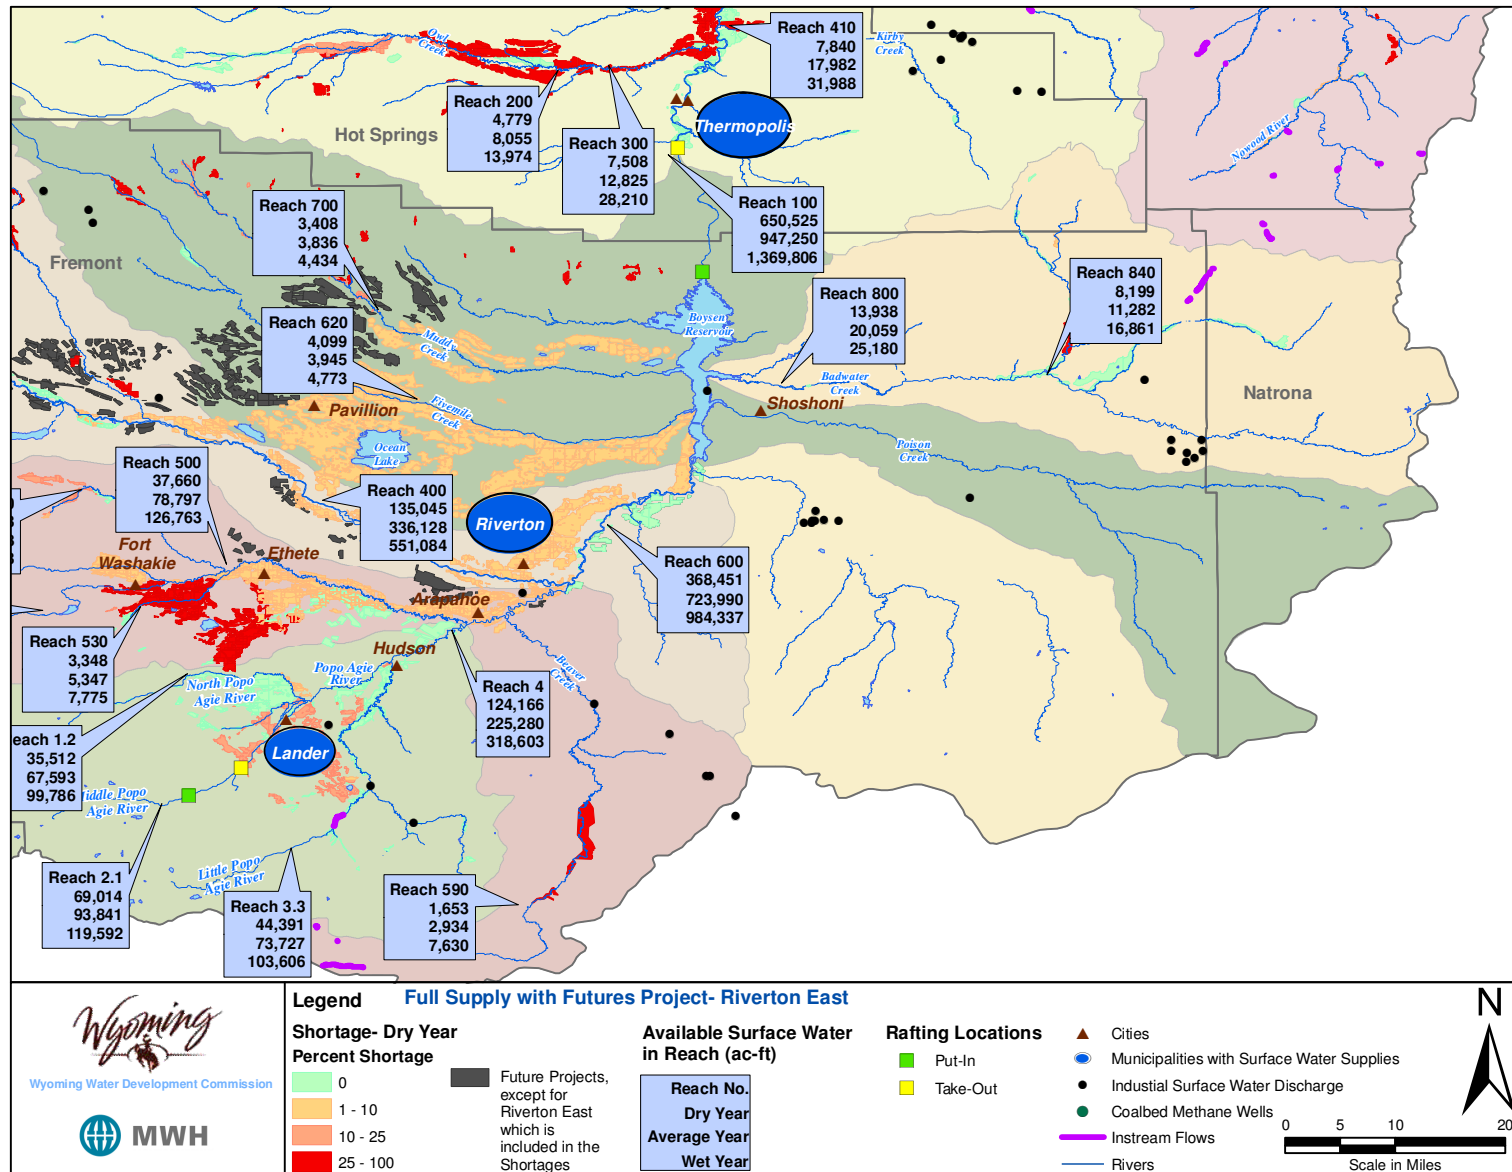 Reach 410
7,840
17,982
31,988
Owl
Creek
Kirby
Creek
Reach 200
4,779
8,055
13,974
Hot Springs
Thermopolis
Reach 300
7,508
12,825
28,210
Nowood River
Reach 700
3,408
3,836
4,434
Reach 100
650,525
947,250
1,369,806
Fremont
Reach 840
8,199
11,282
16,861
Reach 800
13,938
20,059
25,180
Boysen
Reservoir
Reach 620
4,099
3,945
4,773
Muddy
Creek
Badwater
Creek
Natrona
Pavillion
Fivemile
Creek
Shoshoni
Ocean
Lake
Poison
Creek
Reach 500
37,660
78,797
126,763
Reach 400
135,045
336,128
551,084
Riverton
Fort
Washakie
Ethete
Reach 600
368,451
723,990
984,337
Arapahoe
Reach 530
3,348
5,347
7,775
Hudson
Popo Agie
River
Beaver
Creek
North Popo
Agie River
Reach 4
124,166
225,280
318,603
each 1.2
35,512
67,593
99,786
Lander
iddle Popo
Agie River
Little Popo
Agie River
Reach 2.1
69,014
93,841
119,592
Reach 3.3
44,391
73,727
103,606
Reach 590
1,653
2,934
7,630
Wyoming
Wyoming Water Development Commission
MWH
Legend
Full Supply with Futures Project- Riverton East
Shortage- Dry Year
Percent Shortage
0
1 - 10
10 - 25
25 - 100
Future Projects,
except for
Riverton East
which is
included in the
Shortages
Available Surface Water
in Reach (ac-ft)
Reach No.
Dry Year
Average Year
Wet Year
Rafting Locations
Put-In
Take-Out
Cities
Municipalities with Surface Water Supplies
Industial Surface Water Discharge
Coalbed Methane Wells
Instream Flows
Rivers
N
0 5 10 20
Scale in Miles